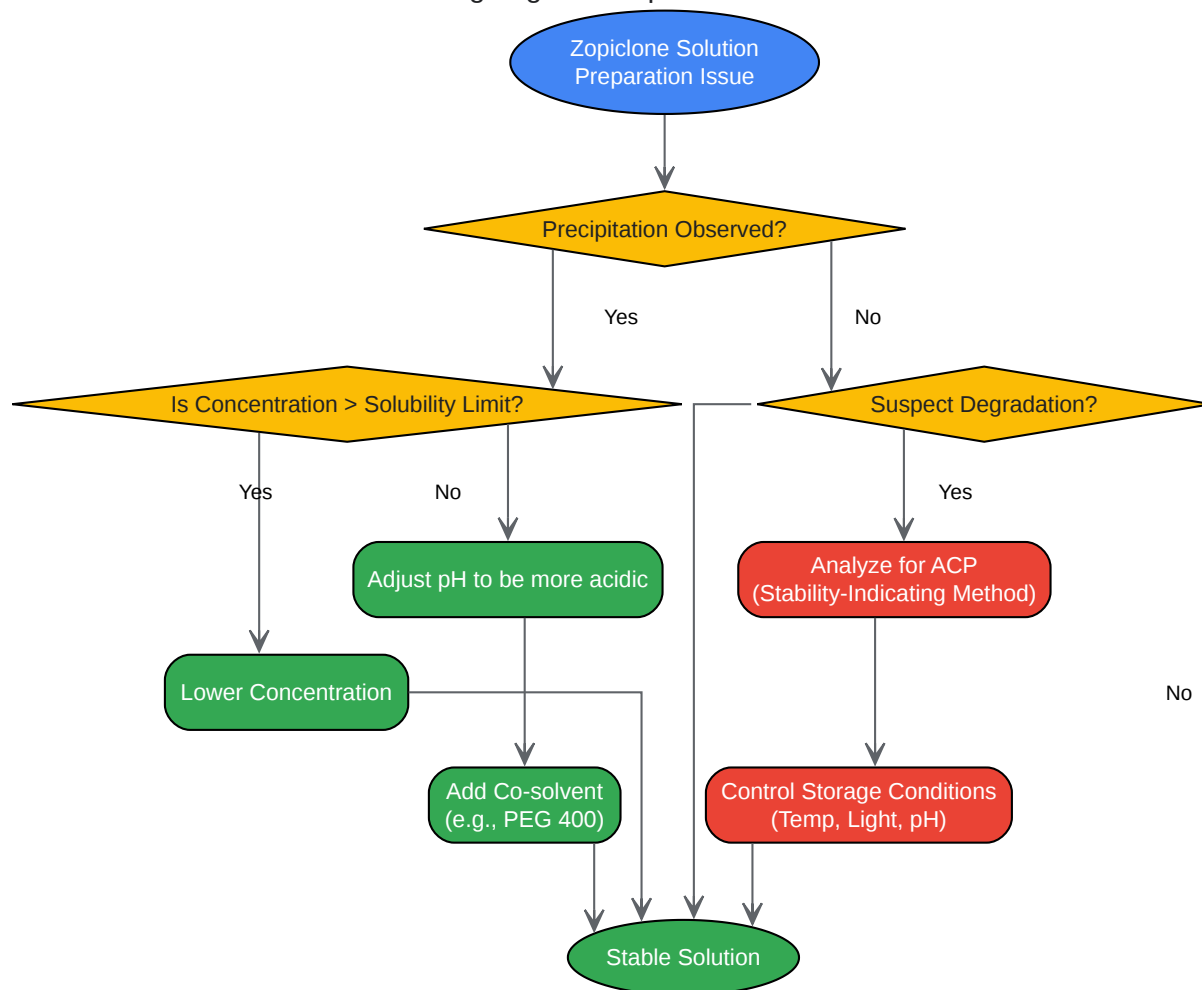 Zopiclone Solution
Preparation Issue
Precipitation Observed?
Yes
No
Is Concentration > Solubility Limit?
Suspect Degradation?
Yes
No
Yes
Adjust pH to be more acidic
Analyze for ACP
(Stability-Indicating Method)
Lower Concentration
No
Add Co-solvent
(e.g., PEG 400)
Control Storage Conditions
(Temp, Light, pH)
Stable Solution